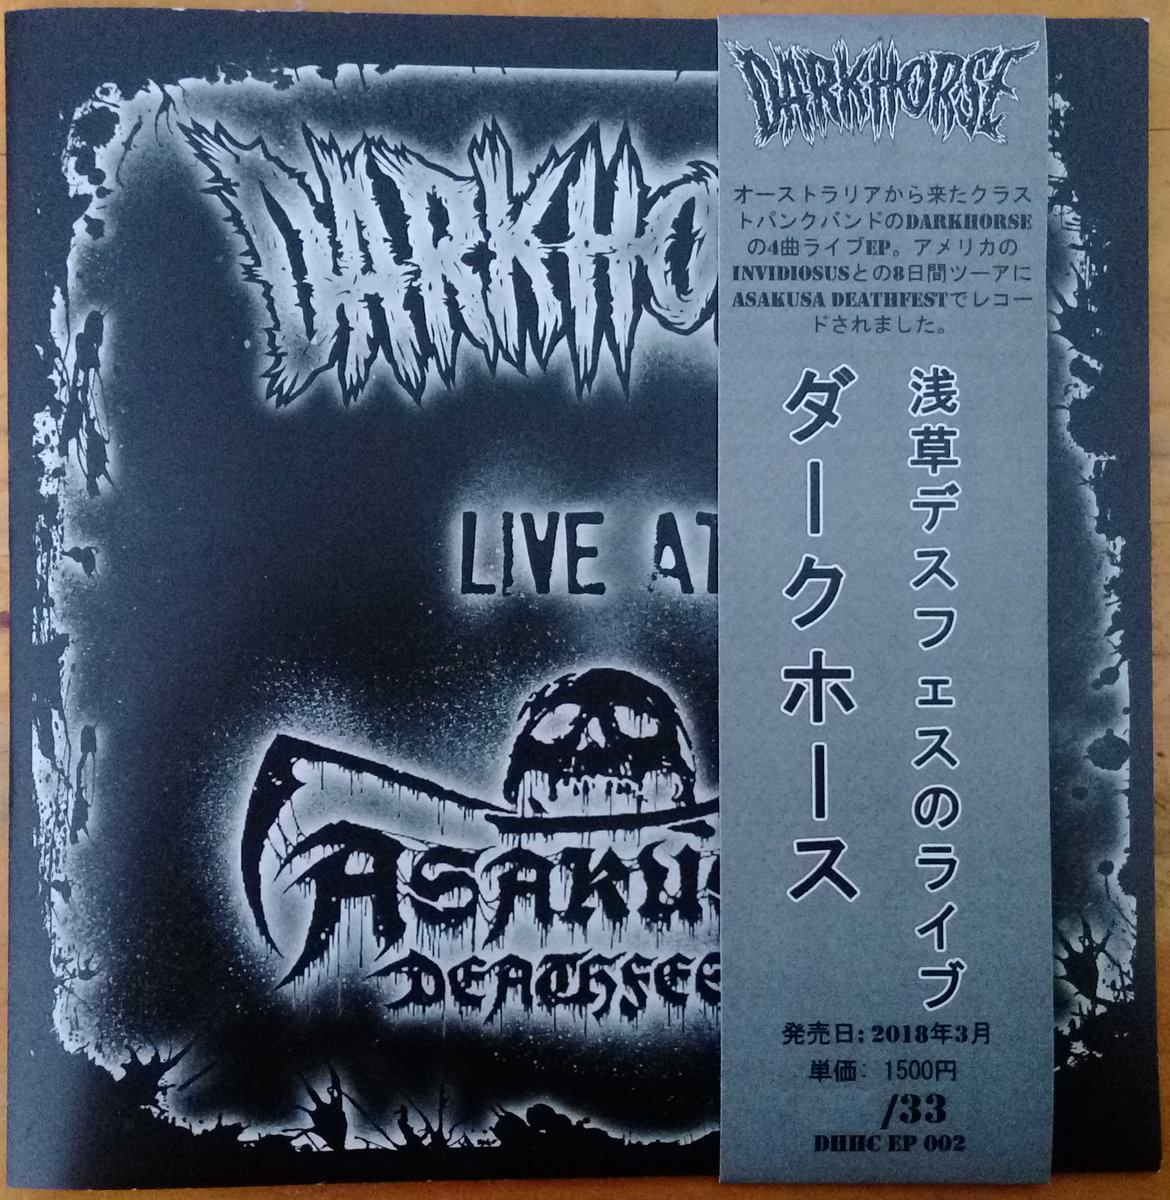 DARKHO
LIVE AT
ASAKUS
DEATHFES
DARKHORSE
オーストラリアから来たクラス
トパンクバンドのDARKHORSE
の4曲ライブEP。アメリカの
INVIDIOSUSとの8日間ツーアに
ASAKUSA DEATHFESTでレコー
ドされました。
浅草デスフェスのライブ
ダークホース
発売日: 2018年3月
単価: 1500円
/33
DHHC EP 002